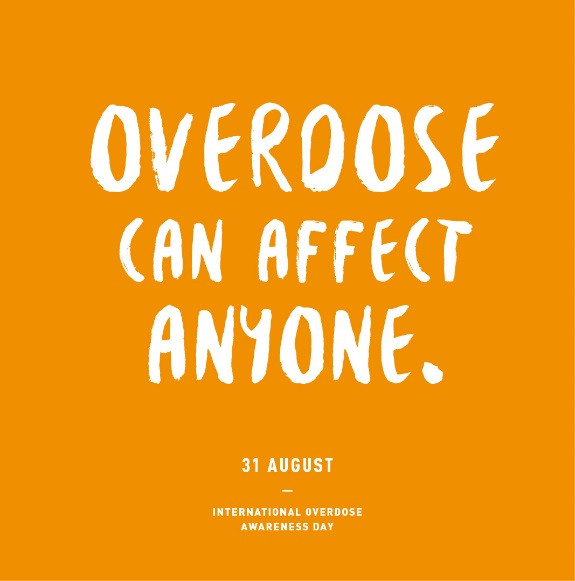 OVERDOSE
CAN AFFECT
ANYONE.
31 AUGUST
—
INTERNATIONAL OVERDOSE
AWARENESS DAY